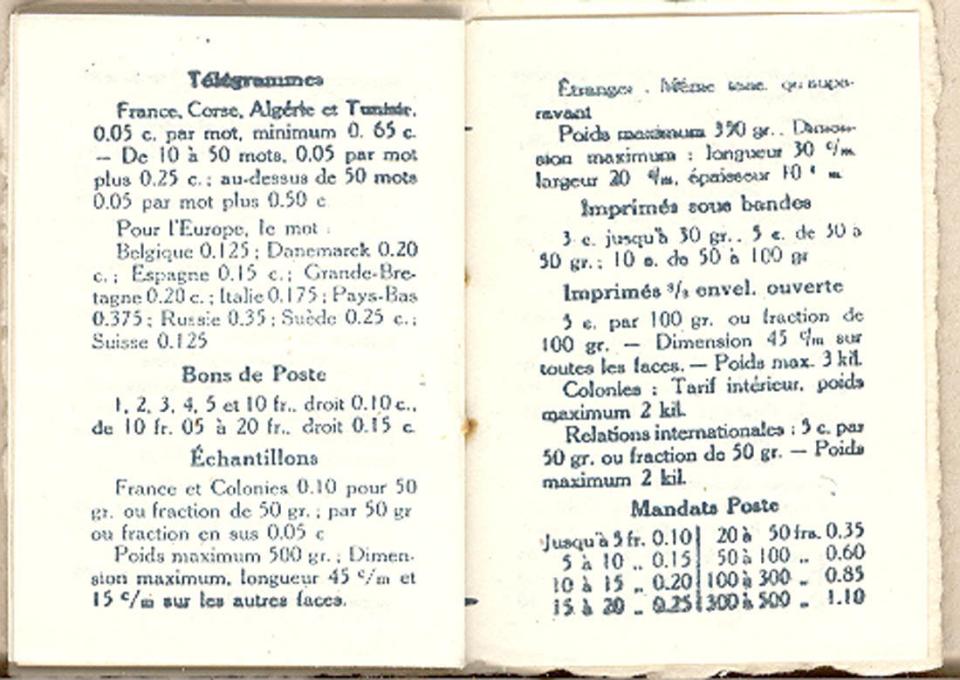 Télégrammes
France, Corse, Algérie et Tunisie,
0.05 c. par mot, minimum 0. 65 c.
— De 10 à 50 mots, 0.05 par mot
plus 0.25 c.; au-dessus de 50 mots
0.05 par mot plus 0.50 c
Pour l'Europe, le mot :
Belgique 0.125; Danemarck 0.20
c.; Espagne 0.15 c.; Grande-Bre-
tagne 0.20 c.; Italie 0.175; Pays-Bas
0.375; Russie 0.35; Suède 0.25 c.;
Suisse 0.125
Bons de Poste
1, 2, 3, 4, 5 et 10 fr., droit 0.10 c.,
de 10 fr. 05 à 20 fr., droit 0.15 c.
Échantillons
France et Colonies 0.10 pour 50
gr. ou fraction de 50 gr.; par 50 gr
ou fraction en sus 0.05 c
Poids maximum 500 gr.; Dimen-
sion maximum, longueur 45 c/m et
15 c/m sur les autres faces.
Étranger. Même taxe qu'aupa-
ravant
Poids maximum 350 gr.. Dimen-
sion maximum : longueur 30 c/m
largeur 20 c/m, épaisseur 10 c/m
Imprimés sous bandes
3 c. jusqu'à 30 gr., 5 c. de 30 à
50 gr.; 10 c. de 50 à 100 gr
Imprimés s/s envel. ouverte
5 c. par 100 gr. ou fraction de
100 gr. — Dimension 45 c/m sur
toutes les faces. — Poids max. 3 kil.
Colonies : Tarif intérieur, poids
maximum 2 kil.
Relations internationales : 5 c. par
50 gr. ou fraction de 50 gr. — Poids
maximum 2 kil.
Mandats Poste
Jusqu'à 5 fr. 0.10 | 20 à 50 frs. 0.35
5 à 10 .. 0.15 | 50 à 100 .. 0.60
10 à 15 .. 0.20 | 100 à 300 .. 0.85
15 à 20 .. 0.25 | 300 à 500 .. 1.10